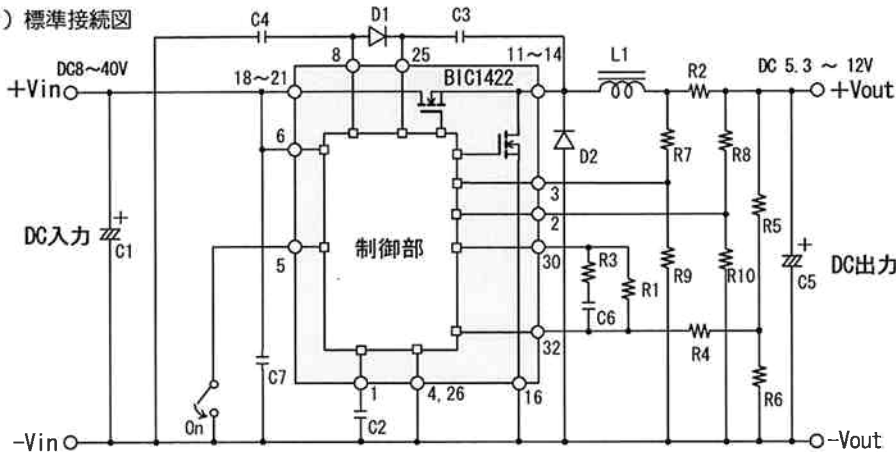 )標準接続図
C4
D1
C3
8
25
11~14
L1
DC8~40V
18~21
BIC1422
R2
DC 5.3 ~ 12V
+Vin
+Vout
6
R7
R8
D2
3
2
DC入力
C1
+
5
制御部
30
R3
R1
R9
R10
R5
+
C5
DC出力
C6
32
R4
C7
1
4, 26
16
R6
On
C2
-Vin
-Vout